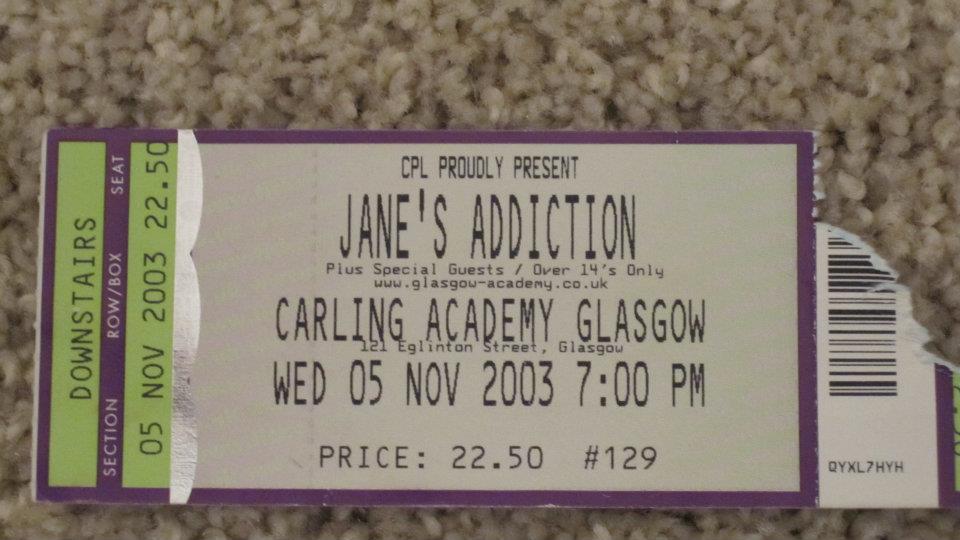 DOWNSTAIRS
SECTION ROW/BOX SEAT
05 NOV 2003 22.50
CPL PROUDLY PRESENT
JANE'S ADDICTION
Plus Special Guests / Over 14's Only
www.glasgow-academy.co.uk
CARLING ACADEMY GLASGOW
121 Eglinton Street, Glasgow
WED 05 NOV 2003 7:00 PM
PRICE: 22.50 #129
QYXL7HYH